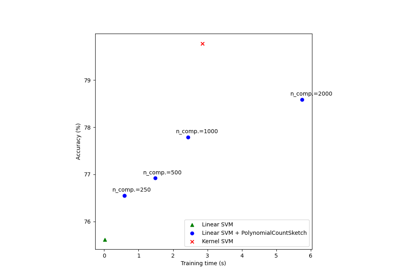 n_comp.=2000
79
n_comp.=1000
78
Accuracy (%)
n_comp.=500
77
n_comp.=250
76
Linear SVM
Linear SVM + PolynomialCountSketch
Kernel SVM
0 1 2 3 4 5 6
Training time (s)